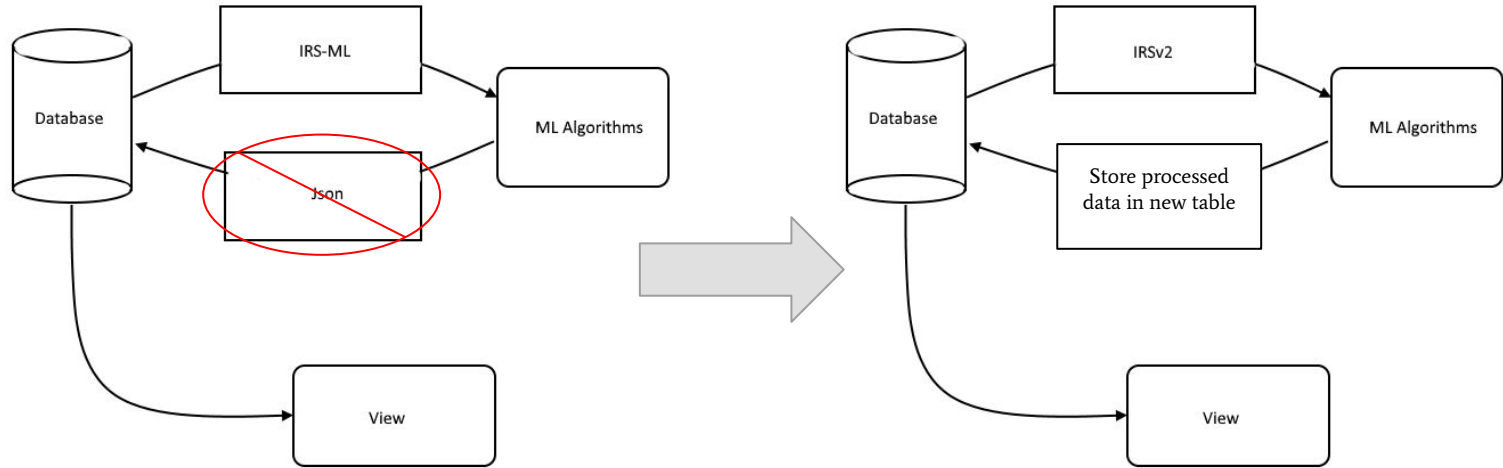 IRS-ML
Database
ML Algorithms
Json
View
IRSv2
Database
ML Algorithms
Store processed
data in new table
View